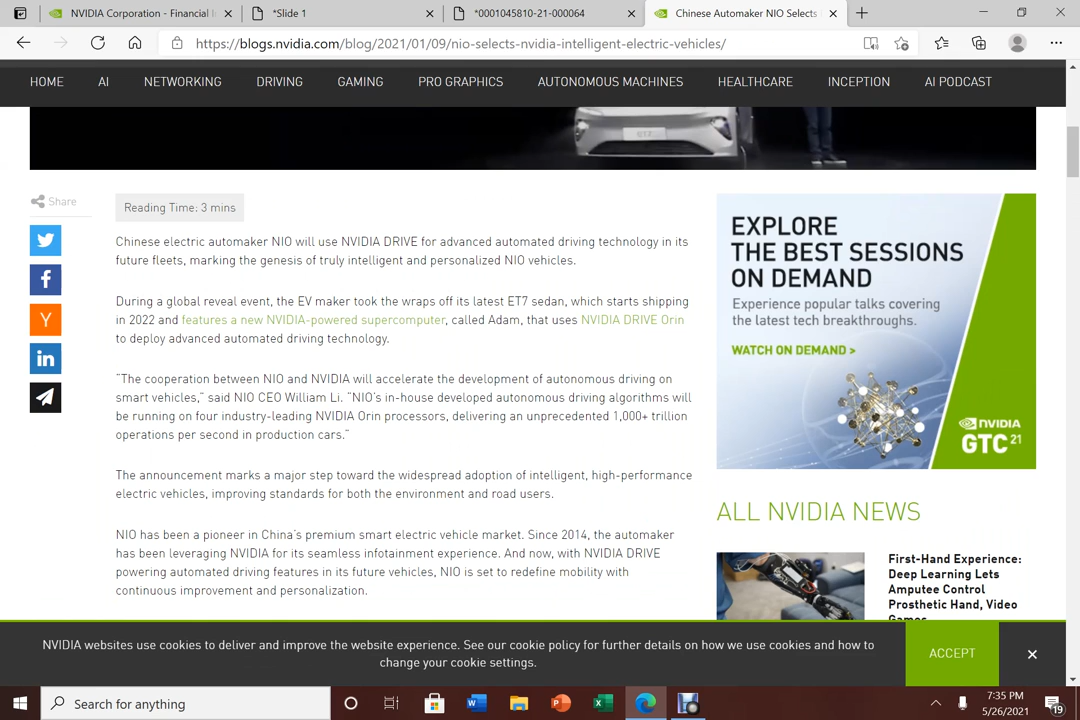 NVIDIA Corporation - Financial I
*Slide 1
*0001045810-21-000064
Chinese Automaker NIO Selects
https://blogs.nvidia.com/blog/2021/01/09/nio-selects-nvidia-intelligent-electric-vehicles/
HOME AI NETWORKING DRIVING GAMING PRO GRAPHICS AUTONOMOUS MACHINES HEALTHCARE INCEPTION AI PODCAST
ET7
Share
Reading Time: 3 mins
Chinese electric automaker NIO will use NVIDIA DRIVE for advanced automated driving technology in its
future fleets, marking the genesis of truly intelligent and personalized NIO vehicles.
During a global reveal event, the EV maker took the wraps off its latest ET7 sedan, which starts shipping
in 2022 and features a new NVIDIA-powered supercomputer, called Adam, that uses NVIDIA DRIVE Orin
to deploy advanced automated driving technology.
“The cooperation between NIO and NVIDIA will accelerate the development of autonomous driving on
smart vehicles,” said NIO CEO William Li. “NIO’s in-house developed autonomous driving algorithms will
be running on four industry-leading NVIDIA Orin processors, delivering an unprecedented 1,000+ trillion
operations per second in production cars.”
The announcement marks a major step toward the widespread adoption of intelligent, high-performance
electric vehicles, improving standards for both the environment and road users.
NIO has been a pioneer in China’s premium smart electric vehicle market. Since 2014, the automaker
has been leveraging NVIDIA for its seamless infotainment experience. And now, with NVIDIA DRIVE
powering automated driving features in its future vehicles, NIO is set to redefine mobility with
continuous improvement and personalization.
EXPLORE
THE BEST SESSIONS
ON DEMAND
Experience popular talks covering
the latest tech breakthroughs.
WATCH ON DEMAND >
NVIDIA
GTC 21
ALL NVIDIA NEWS
First-Hand Experience:
Deep Learning Lets
Amputee Control
Prosthetic Hand, Video
Games
NVIDIA websites use cookies to deliver and improve the website experience. See our cookie policy for further details on how we use cookies and how to
change your cookie settings.
ACCEPT
Search for anything
7:35 PM
5/26/2021
19